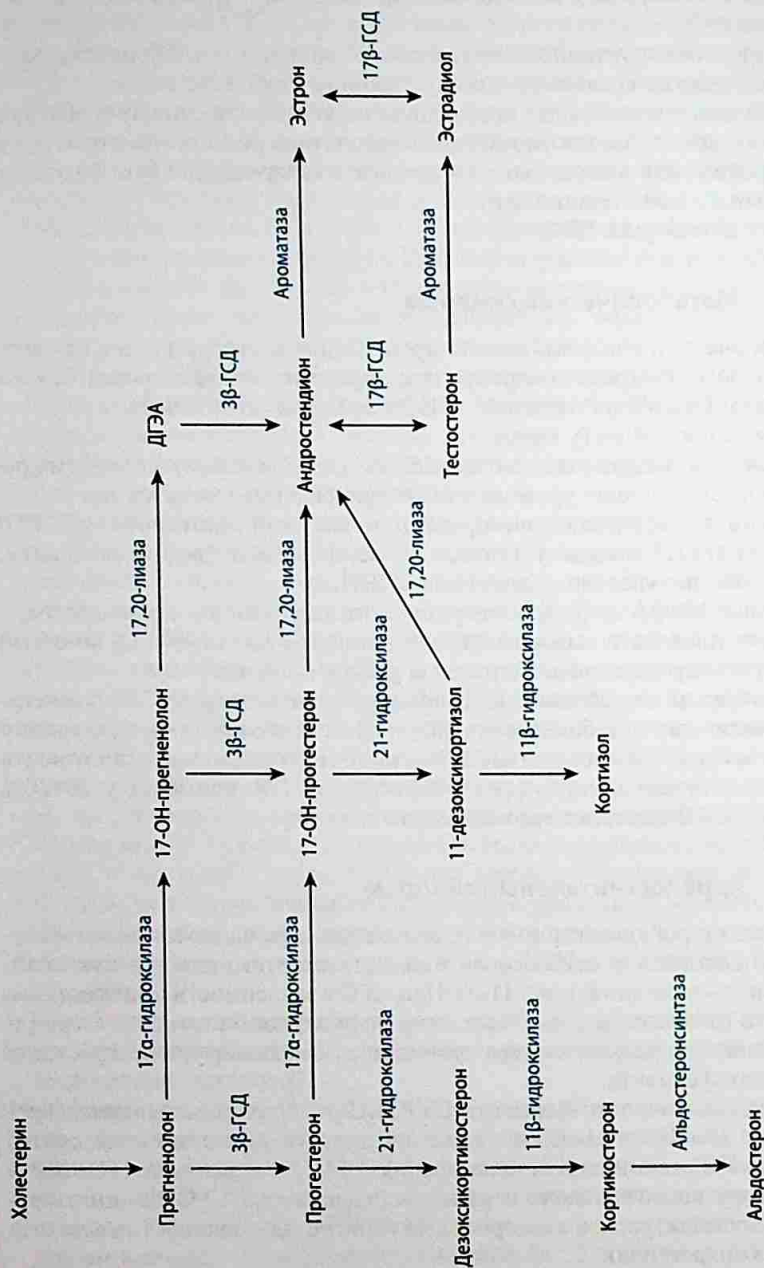 Холестерин
17α-гидроксилаза
17,20-лиаза
Прегненолон
17-ОН-прегненолон
ДГЭА
3β-ГСД
3β-ГСД
3β-ГСД
17α-гидроксилаза
17,20-лиаза
Ароматаза
Прогестерон
17-ОН-прогестерон
Андростендион
Эстрон
21-гидроксилаза
21-гидроксилаза
17,20-лиаза
17β-ГСД
17β-ГСД
Ароматаза
Дезоксикортикостерон
11-дезоксикортизол
Тестостерон
Эстрадиол
11β-гидроксилаза
11β-гидроксилаза
Кортикостерон
Кортизол
Альдостеронсинтаза
Альдостерон